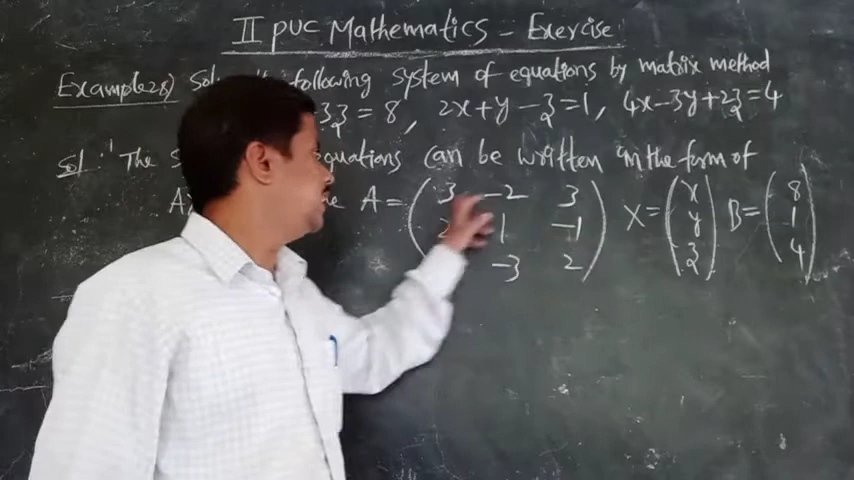 II PUC Mathematics - Exercise
Example 28) Solve following system of equations by matrix method
3z = 8, 2x+y-z=1, 4x-3y+2z=4
Sol: The equations can be written in the form of
A = ( 3 -2 3 ) X = ( x ) B = ( 8 )
1 -1 y 1
-3 2 z 4